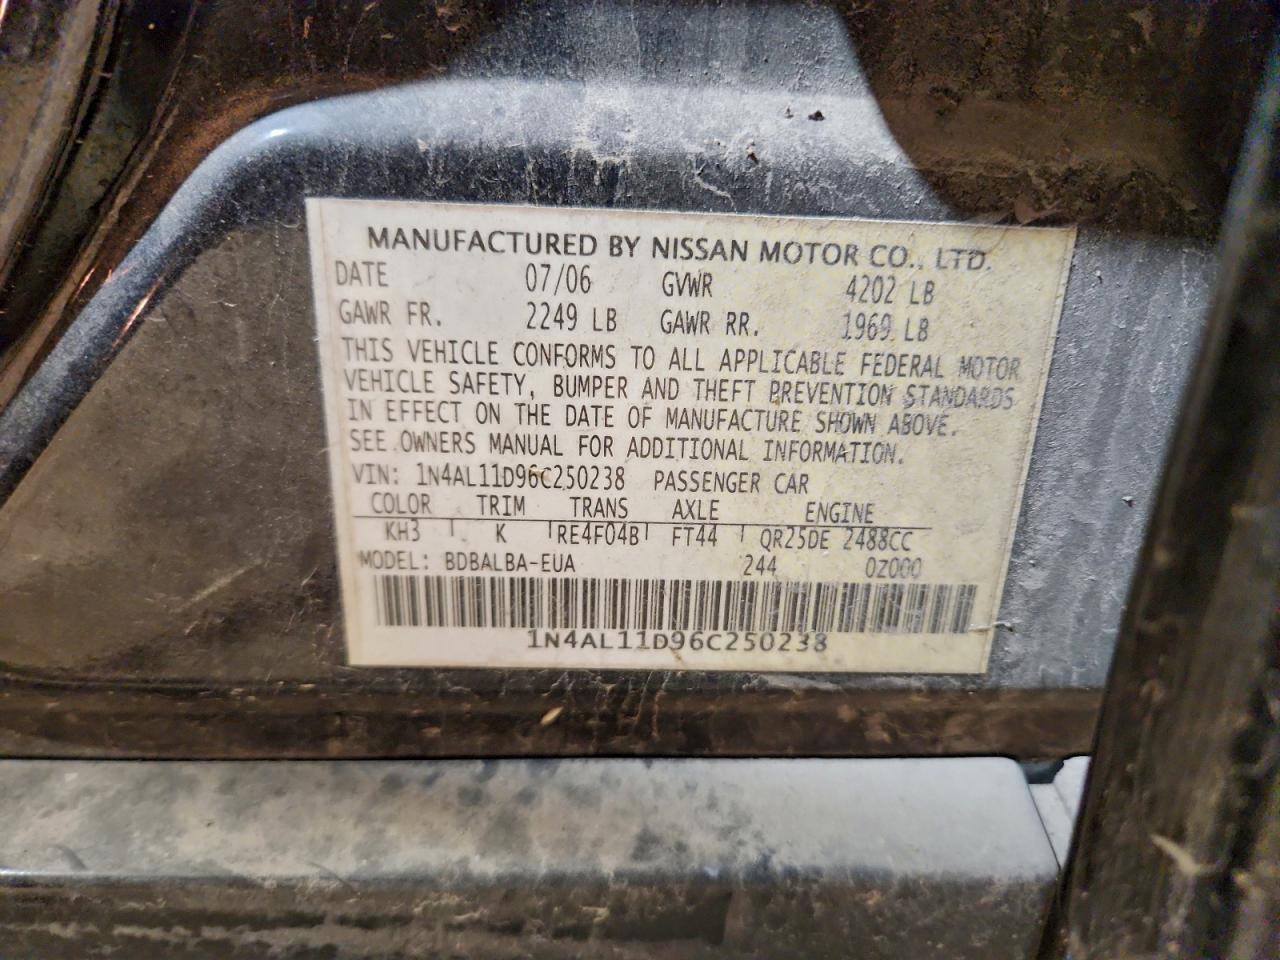 MANUFACTURED BY NISSAN MOTOR CO., LTD.
DATE 07/06 GVWR 4202 LB
GAWR FR. 2249 LB GAWR RR. 1969 LB
THIS VEHICLE CONFORMS TO ALL APPLICABLE FEDERAL MOTOR
VEHICLE SAFETY, BUMPER AND THEFT PREVENTION STANDARDS
IN EFFECT ON THE DATE OF MANUFACTURE SHOWN ABOVE.
SEE OWNERS MANUAL FOR ADDITIONAL INFORMATION.
VIN: 1N4AL11D96C250238 PASSENGER CAR
COLOR TRIM TRANS AXLE ENGINE
KH3 K RE4F04B FT44 QR25DE 2488CC
MODEL: BDBALBA-EUA 244 0Z000
1N4AL11D96C250238